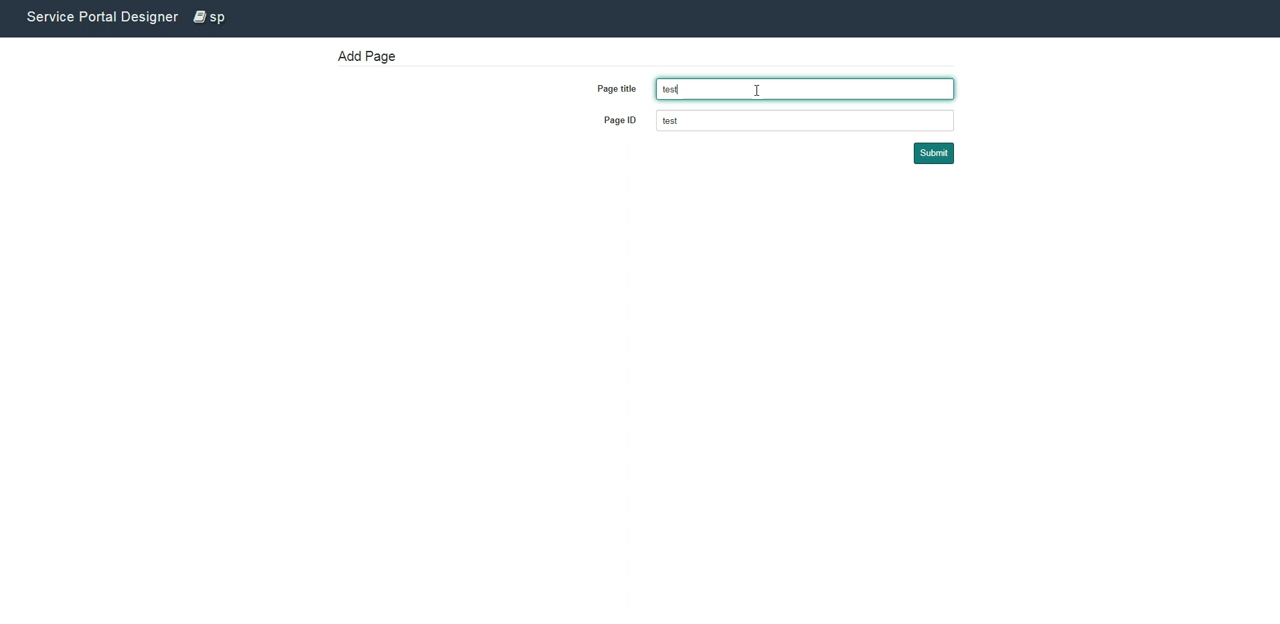 Service Portal Designer sp
Add Page
Page title test
Page ID test
Submit